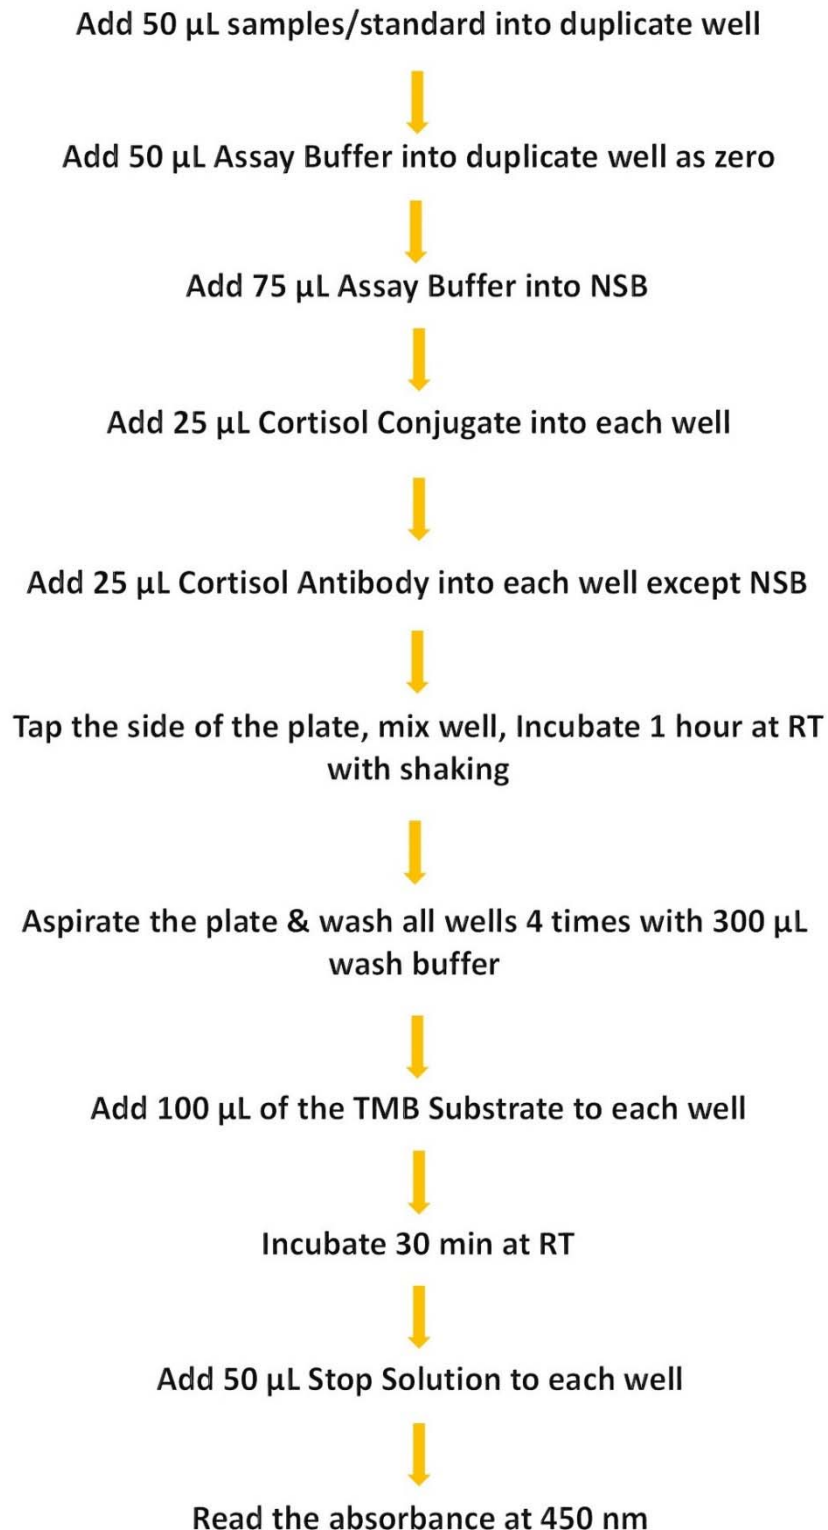 Add 50 µL samples/standard into duplicate well
Add 50 µL Assay Buffer into duplicate well as zero
Add 75 µL Assay Buffer into NSB
Add 25 µL Cortisol Conjugate into each well
Add 25 µL Cortisol Antibody into each well except NSB
Tap the side of the plate, mix well, Incubate 1 hour at RT
with shaking
Aspirate the plate & wash all wells 4 times with 300 µL
wash buffer
Add 100 µL of the TMB Substrate to each well
Incubate 30 min at RT
Add 50 µL Stop Solution to each well
Read the absorbance at 450 nm